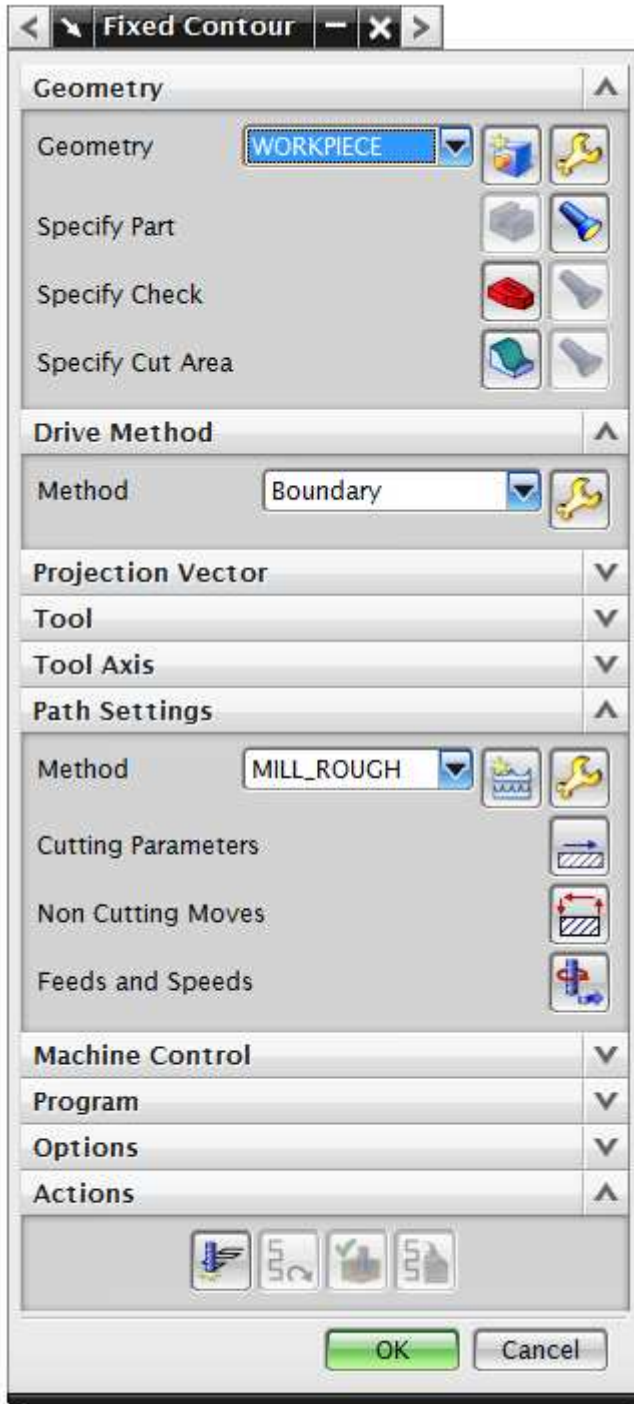 Fixed Contour
Geometry
Geometry WORKPIECE
Specify Part
Specify Check
Specify Cut Area
Drive Method
Method Boundary
Projection Vector
Tool
Tool Axis
Path Settings
Method MILL_ROUGH
Cutting Parameters
Non Cutting Moves
Feeds and Speeds
Machine Control
Program
Options
Actions
OK Cancel